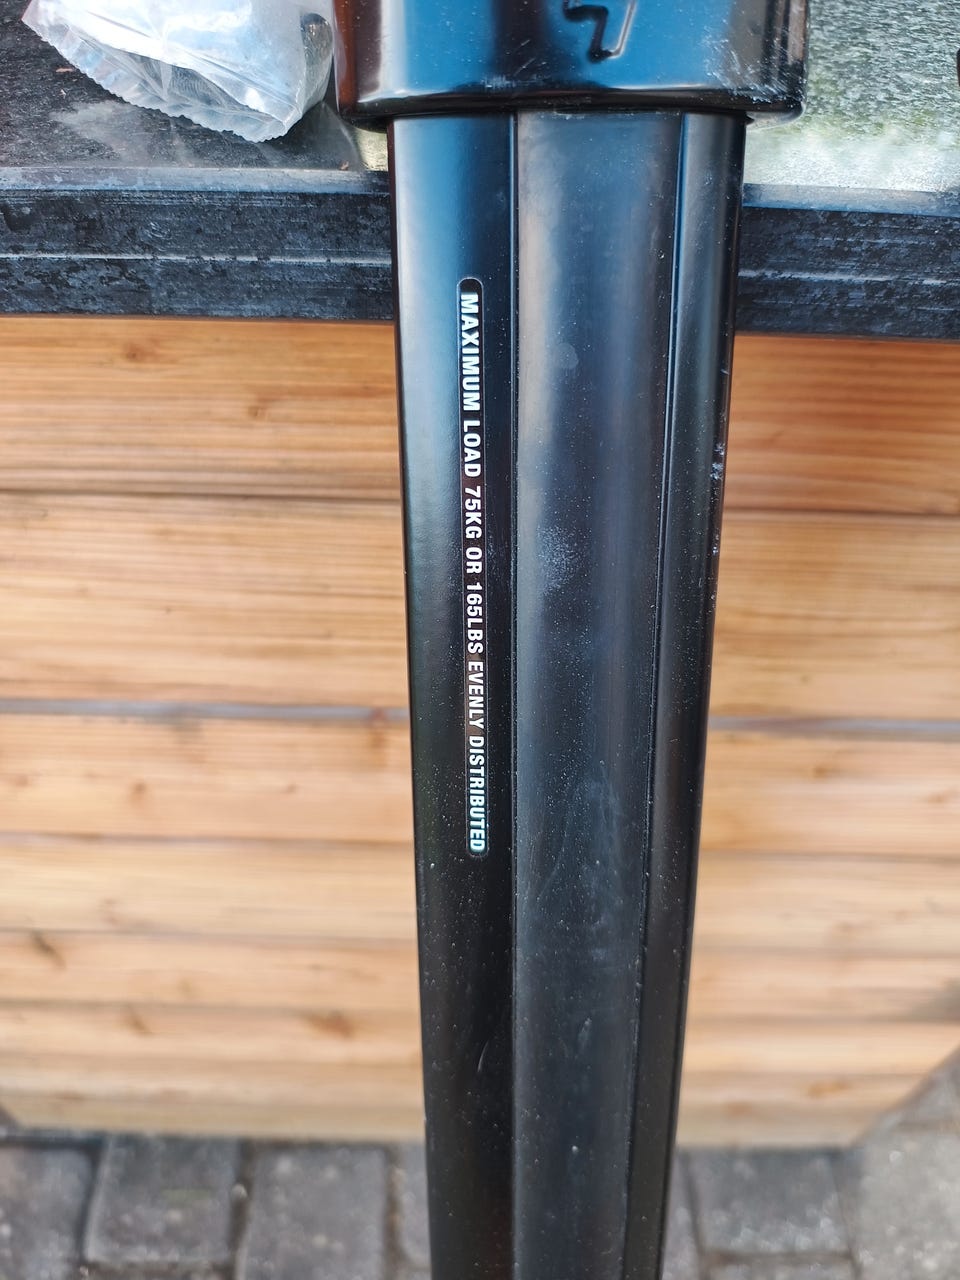 MAXIMUM LOAD 75KG OR 165LBS EVENLY DISTRIBUTED